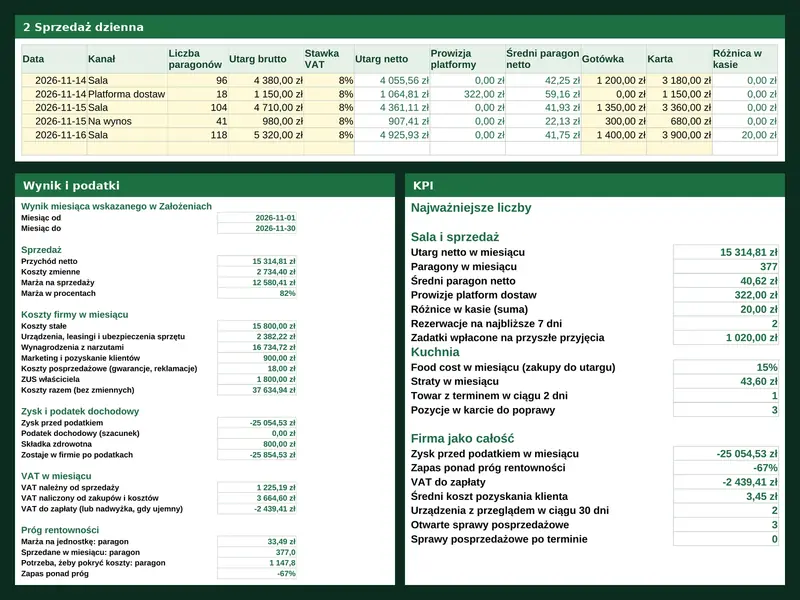 2 Sprzedaż dzienna
Data Kanał Liczba paragonów Utarg brutto Stawka VAT Utarg netto Prowizja platformy Średni paragon netto Gotówka Karta Różnica w kasie
2026-11-14 Sala 96 4 380,00 zł 8% 4 055,56 zł 0,00 zł 42,25 zł 1 200,00 zł 3 180,00 zł 0,00 zł
2026-11-14 Platforma dostaw 18 1 150,00 zł 8% 1 064,81 zł 322,00 zł 59,16 zł 0,00 zł 1 150,00 zł 0,00 zł
2026-11-15 Sala 104 4 710,00 zł 8% 4 361,11 zł 0,00 zł 41,93 zł 1 350,00 zł 3 360,00 zł 0,00 zł
2026-11-15 Na wynos 41 980,00 zł 8% 907,41 zł 0,00 zł 22,13 zł 300,00 zł 680,00 zł 0,00 zł
2026-11-16 Sala 118 5 320,00 zł 8% 4 925,93 zł 0,00 zł 41,75 zł 1 400,00 zł 3 900,00 zł 20,00 zł
Wynik i podatki
Wynik miesiąca wskazanego w Założeniach
Miesiąc od 2026-11-01
Miesiąc do 2026-11-30
Sprzedaż
Przychód netto 15 314,81 zł
Koszty zmienne 2 734,40 zł
Marża na sprzedaży 12 580,41 zł
Marża w procentach 82%
Koszty firmy w miesiącu
Koszty stałe 15 800,00 zł
Urządzenia, leasingi i ubezpieczenia sprzętu 2 382,22 zł
Wynagrodzenia z narzutami 16 734,72 zł
Marketing i pozyskanie klientów 900,00 zł
Koszty posprzedażowe (gwarancje, reklamacje) 18,00 zł
ZUS właściciela 1 800,00 zł
Koszty razem (bez zmiennych) 37 634,94 zł
Zysk i podatek dochodowy
Zysk przed podatkiem -25 054,53 zł
Podatek dochodowy (szacunek) 0,00 zł
Składka zdrowotna 800,00 zł
Zostaje w firmie po podatkach -25 854,53 zł
VAT w miesiącu
VAT należny od sprzedaży 1 225,19 zł
VAT naliczony od zakupów i kosztów 3 664,60 zł
VAT do zapłaty (lub nadwyżka, gdy ujemny) -2 439,41 zł
Próg rentowności
Marża na jednostkę: paragon 33,49 zł
Sprzedane w miesiącu: paragon 377,0
Potrzeba, żeby pokryć koszty: paragon 1 147,8
Zapas ponad próg -67%
KPI
Najważniejsze liczby
Sala i sprzedaż
Utarg netto w miesiącu 15 314,81 zł
Paragony w miesiącu 377
Średni paragon netto 40,62 zł
Prowizje platform dostaw 322,00 zł
Różnice w kasie (suma) 20,00 zł
Rezerwacje na najbliższe 7 dni 2
Zadatki wpłacone na przyszłe przyjęcia 1 020,00 zł
Kuchnia
Food cost w miesiącu (zakupy do utargu) 15%
Straty w miesiącu 43,60 zł
Towar z terminem w ciągu 2 dni 1
Pozycje w karcie do poprawy 3
Firma jako całość
Zysk przed podatkiem w miesiącu -25 054,53 zł
Zapas ponad próg rentowności -67%
VAT do zapłaty -2 439,41 zł
Średni koszt pozyskania klienta 3,45 zł
Urządzenia z przeglądem w ciągu 30 dni 2
Otwarte sprawy posprzedażowe 3
Sprawy posprzedażowe po terminie 0